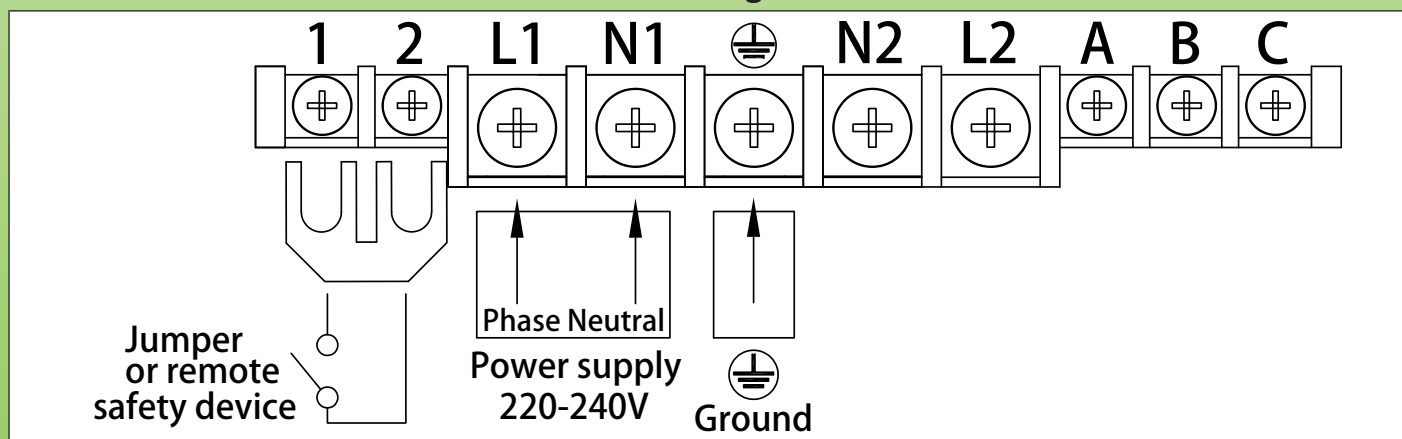 1 2 L1 N1 N2 L2 A B C
Phase Neutral
Jumper
or remote
safety device
Power supply
220-240V
Ground